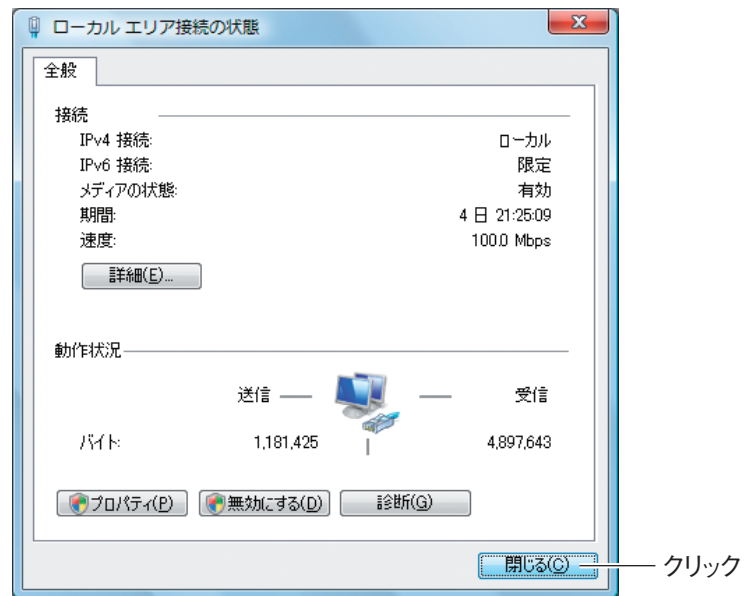 ローカル エリア接続の状態
全般
接続
IPv4 接続: ローカル
IPv6 接続: 限定
メディアの状態: 有効
期間: 4 日 21:25:09
速度: 100.0 Mbps
詳細(E)...
動作状況
送信 受信
バイト: 1,181,425 4,897,643
プロパティ(P) 無効にする(D) 診断(G)
閉じる(C) クリック